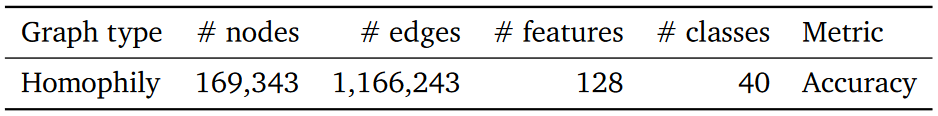 Graph type # nodes # edges # features # classes Metric
Homophily 169,343 1,166,243 128 40 Accuracy